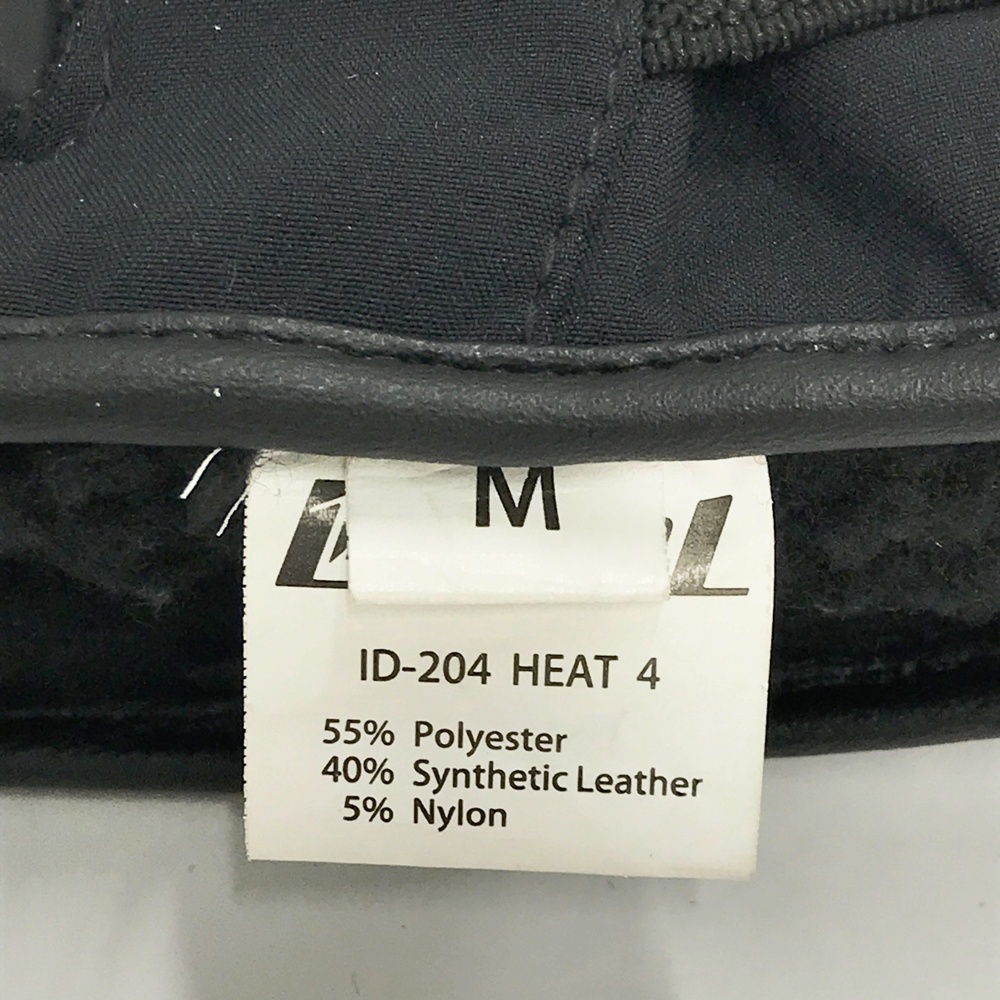 M
ID-204 HEAT 4
55% Polyester
40% Synthetic Leather
5% Nylon